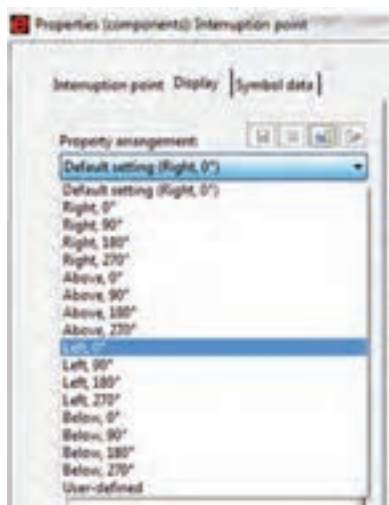 Properties (components): Interruption point
Interruption point Display Symbol data
Property arrangement:
Default setting (Right, 0°)
Default setting (Right, 0°)
Right, 0°
Right, 90°
Right, 180°
Right, 270°
Above, 0°
Above, 90°
Above, 180°
Above, 270°
Left, 0°
Left, 90°
Left, 180°
Left, 270°
Below, 0°
Below, 90°
Below, 180°
Below, 270°
User-defined